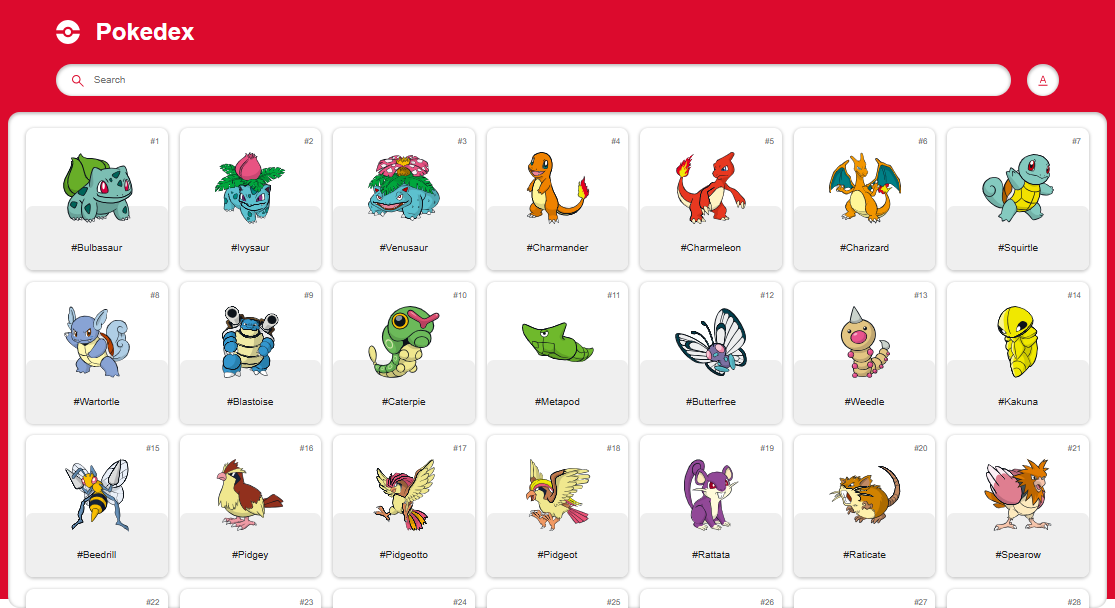 Pokedex
Search
A
#1 #2 #3 #4 #5 #6 #7
#Bulbasaur #Ivysaur #Venusaur #Charmander #Charmeleon #Charizard #Squirtle
#8 #9 #10 #11 #12 #13 #14
#Wartortle #Blastoise #Caterpie #Metapod #Butterfree #Weedle #Kakuna
#15 #16 #17 #18 #19 #20 #21
#Beedrill #Pidgey #Pidgeotto #Pidgeot #Rattata #Raticate #Spearow
#22 #23 #24 #25 #26 #27 #28